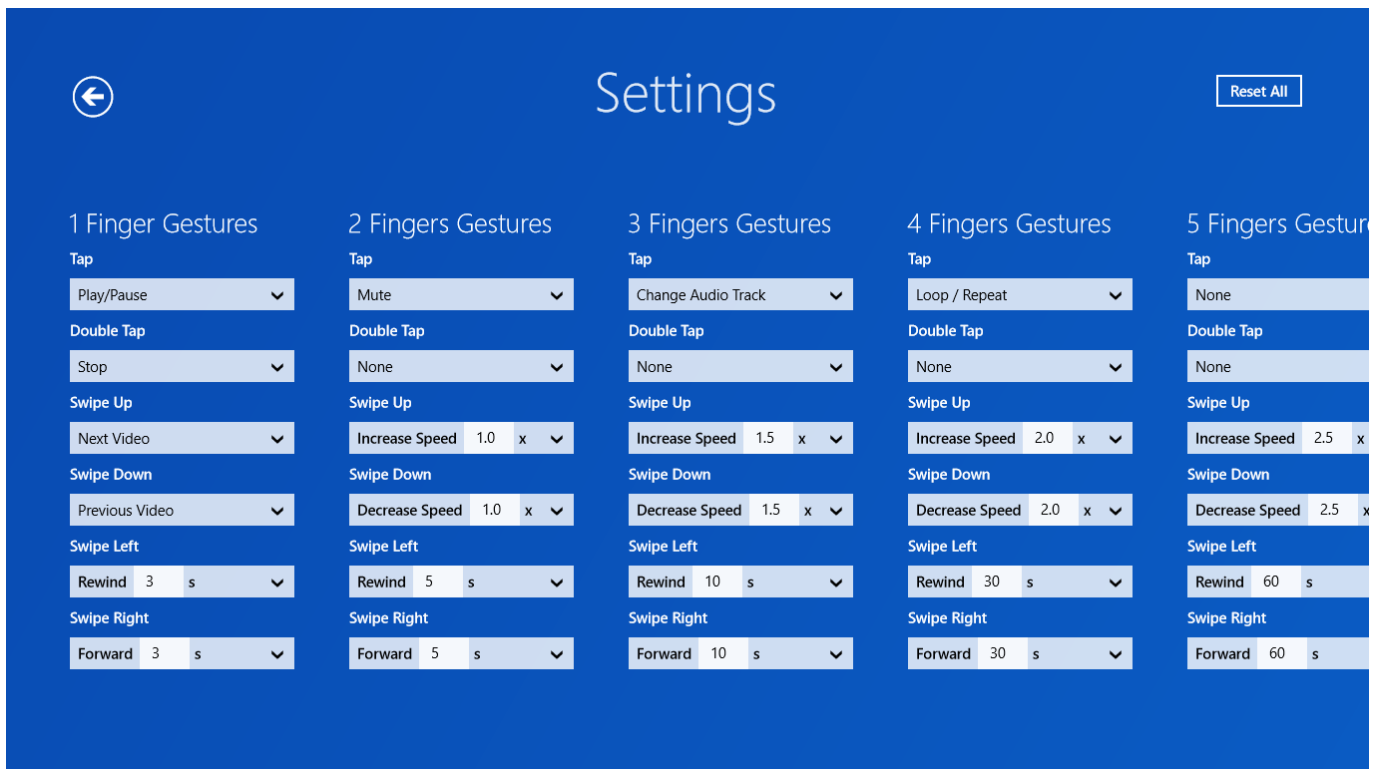 Settings
Reset All
1 Finger Gestures
Tap
Play/Pause
Double Tap
Stop
Swipe Up
Next Video
Swipe Down
Previous Video
Swipe Left
Rewind 3 s
Swipe Right
Forward 3 s
2 Fingers Gestures
Tap
Mute
Double Tap
None
Swipe Up
Increase Speed 1.0 x
Swipe Down
Decrease Speed 1.0 x
Swipe Left
Rewind 5 s
Swipe Right
Forward 5 s
3 Fingers Gestures
Tap
Change Audio Track
Double Tap
None
Swipe Up
Increase Speed 1.5 x
Swipe Down
Decrease Speed 1.5 x
Swipe Left
Rewind 10 s
Swipe Right
Forward 10 s
4 Fingers Gestures
Tap
Loop / Repeat
Double Tap
None
Swipe Up
Increase Speed 2.0 x
Swipe Down
Decrease Speed 2.0 x
Swipe Left
Rewind 30 s
Swipe Right
Forward 30 s
5 Fingers Gestur
Tap
None
Double Tap
None
Swipe Up
Increase Speed 2.5 x
Swipe Down
Decrease Speed 2.5 x
Swipe Left
Rewind 60 s
Swipe Right
Forward 60 s